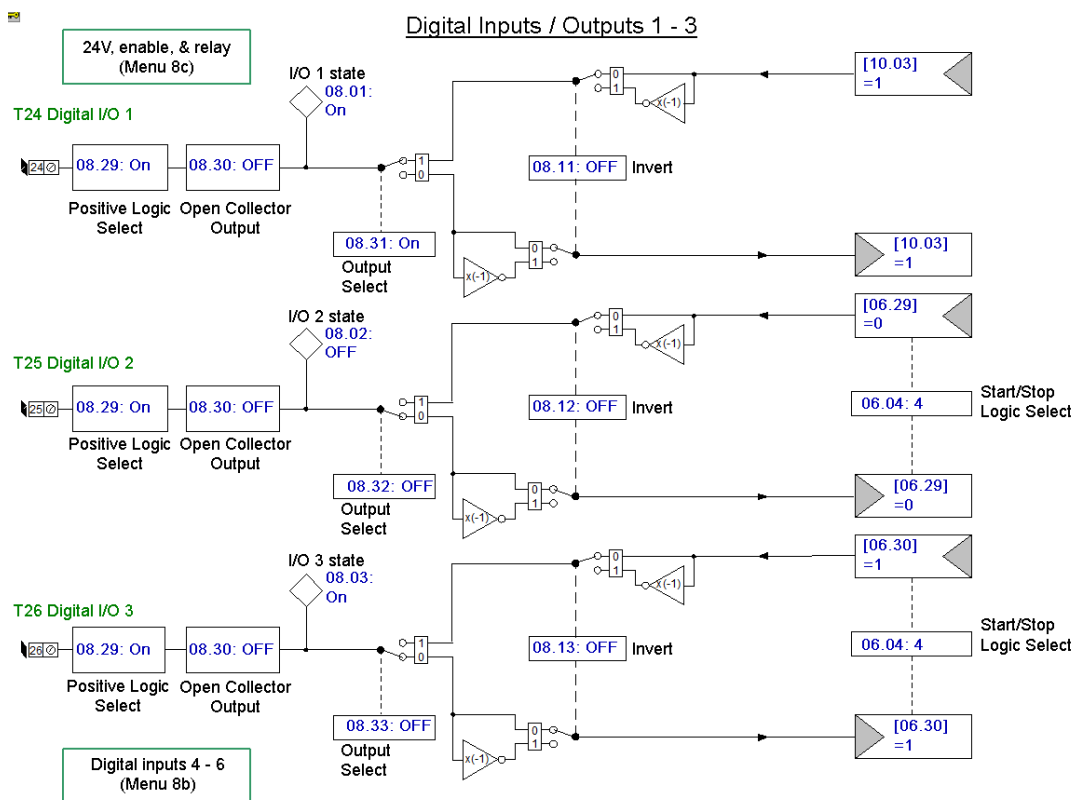 Digital Inputs / Outputs 1 - 3
24V, enable, & relay
(Menu 8c)
T24 Digital I/O 1
I/O 1 state
08.01:
On
24
08.29: On
Positive Logic
Select
08.30: OFF
Open Collector
Output
1
0
08.31: On
Output
Select
x(-1)
0
1
08.11: OFF
Invert
0
1
x(-1)
[10.03]
=1
[10.03]
=1
T25 Digital I/O 2
I/O 2 state
08.02:
OFF
25
08.29: On
Positive Logic
Select
08.30: OFF
Open Collector
Output
1
0
08.32: OFF
Output
Select
x(-1)
0
1
08.12: OFF
Invert
0
1
x(-1)
[06.29]
=0
06.04: 4
Start/Stop
Logic Select
[06.29]
=0
T26 Digital I/O 3
I/O 3 state
08.03:
On
26
08.29: On
Positive Logic
Select
08.30: OFF
Open Collector
Output
1
0
08.33: OFF
Output
Select
x(-1)
0
1
08.13: OFF
Invert
0
1
x(-1)
[06.30]
=1
06.04: 4
Start/Stop
Logic Select
[06.30]
=1
Digital inputs 4 - 6
(Menu 8b)